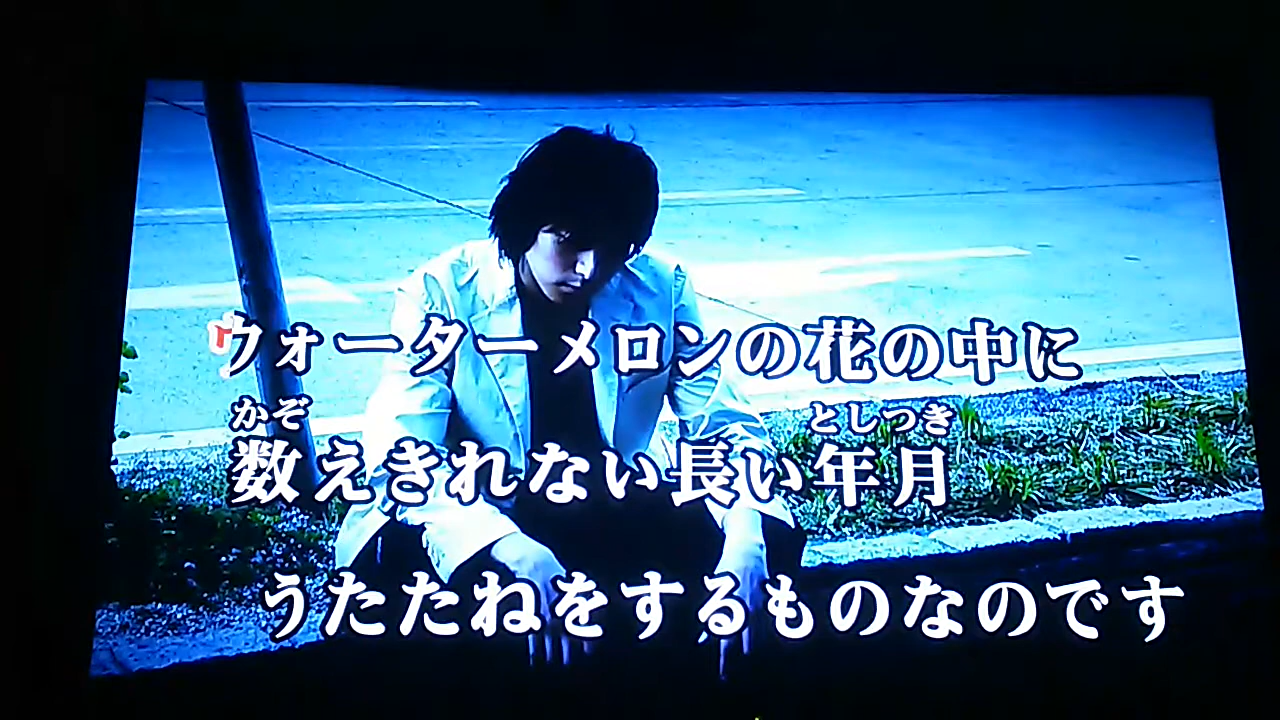 ウォーターメロンの花の中に
かぞ としつき
数えきれない長い年月
うたたねをするものなのです